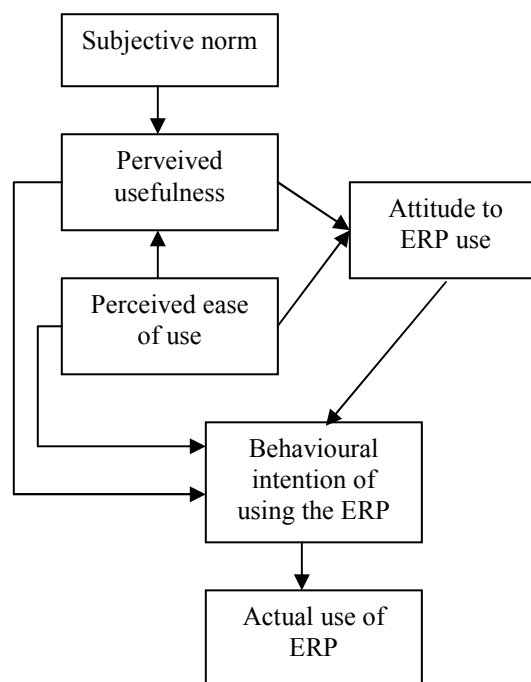 Subjective norm
Perveived
usefulness
Attitude to
ERP use
Perceived ease
of use
Behavioural
intention of
using the ERP
Actual use of
ERP